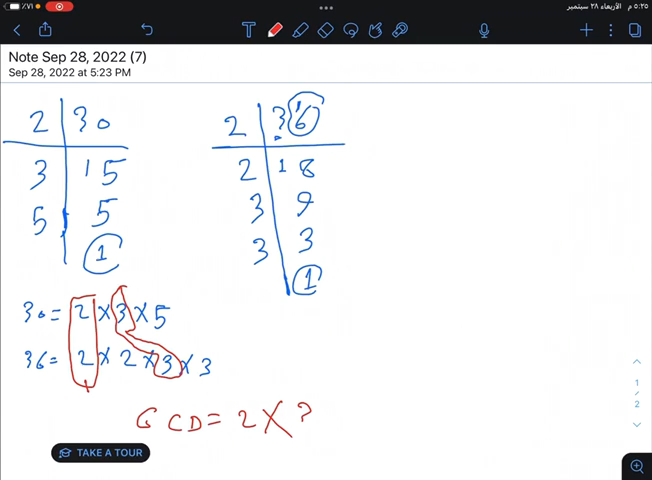 ٪٧١
٥:٢٥ م الأربعاء ٢٨ سبتمبر
Note Sep 28, 2022 (7)
Sep 28, 2022 at 5:23 PM
2 30
3 15
5 5
1
2 36
2 18
3 9
3 3
1
30 = 2 × 3 × 5
36 = 2 × 2 × 3 × 3
GCD = 2 × 3
TAKE A TOUR
1
/
2